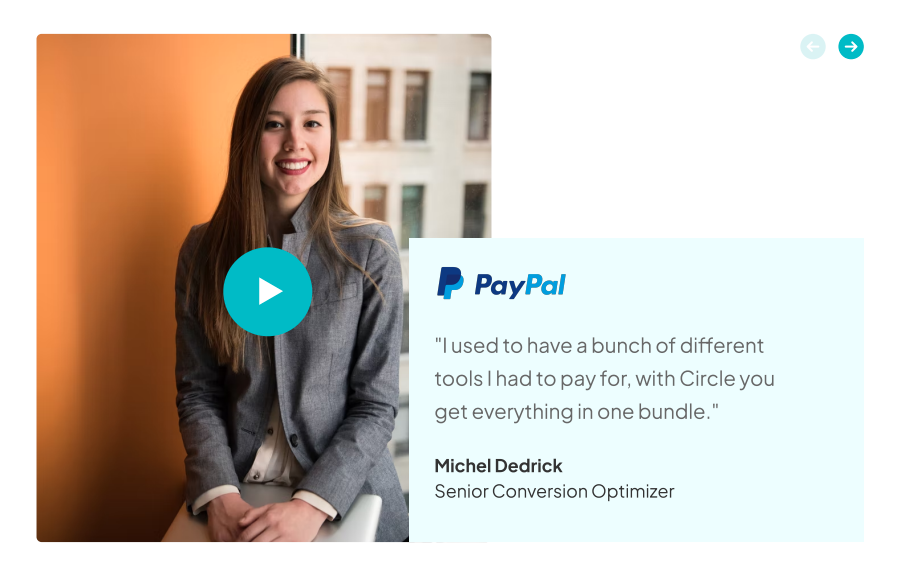 PayPal
"I used to have a bunch of different
tools I had to pay for, with Circle you
get everything in one bundle."
Michel Dedrick
Senior Conversion Optimizer